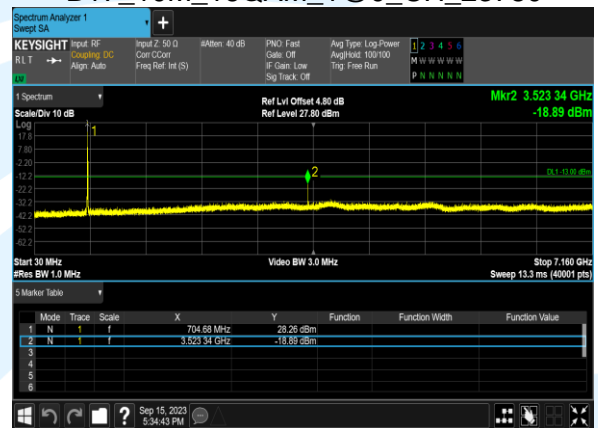 Spectrum Analyzer 1
Swept SA
KEYSIGHT Input: RF Input Z: 50 Ω #Atten: 40 dB PNO: Fast Avg Type: Log-Power 1 2 3 4 5 6
R L T Coupling: DC Corr CCorr Gate: Off Avg|Hold: 100/100 M W W W W W
Align: Auto Freq Ref: Int (S) IF Gain: Low Trig: Free Run P N N N N N
Sig Track: Off
LW
1 Spectrum Ref Lvl Offset 4.80 dB Mkr2 3.523 34 GHz
Scale/Div 10 dB Ref Level 27.80 dBm -18.89 dBm
Log
17.8
7.80
-2.20
-12.2
-22.2
-32.2
-42.2
-52.2
-62.2
1
2
DL1 -13.00 dBm
Start 30 MHz Video BW 3.0 MHz Stop 7.160 GHz
#Res BW 1.0 MHz Sweep 13.3 ms (40001 pts)
5 Marker Table
Mode Trace Scale X Y Function Function Width Function Value
1 N 1 f 704.68 MHz 28.26 dBm
2 N 1 f 3.523 34 GHz -18.89 dBm
3
4
5
6
Sep 15, 2023
5:34:43 PM